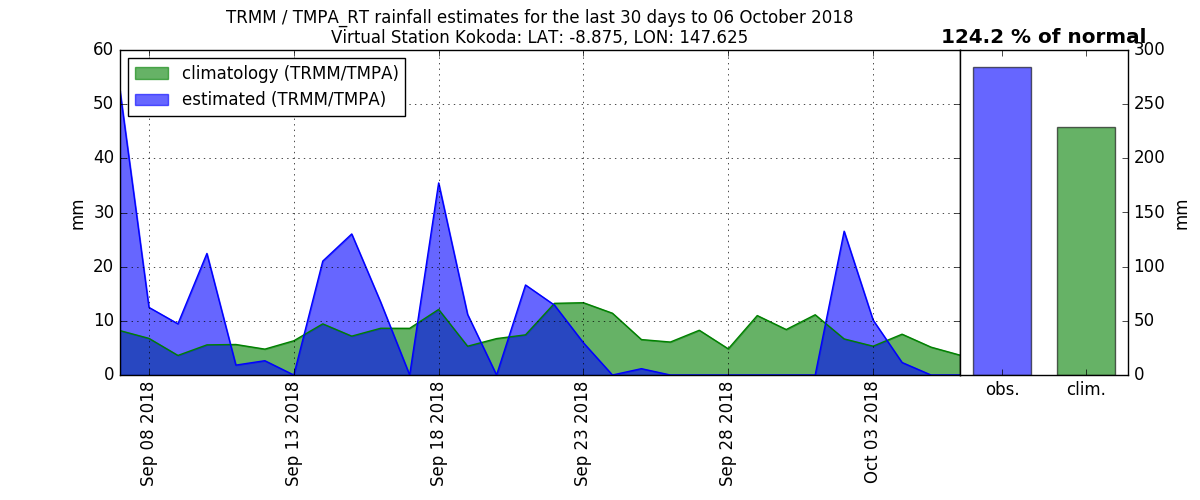 TRMM / TMPA_RT rainfall estimates for the last 30 days to 06 October 2018
Virtual Station Kokoda: LAT: -8.875, LON: 147.625
124.2 % of normal
climatology (TRMM/TMPA)
estimated (TRMM/TMPA)
60
50
40
30
20
10
0
mm
Sep 08 2018
Sep 13 2018
Sep 18 2018
Sep 23 2018
Sep 28 2018
Oct 03 2018
obs.
clim.
300
250
200
150
100
50
0
mm